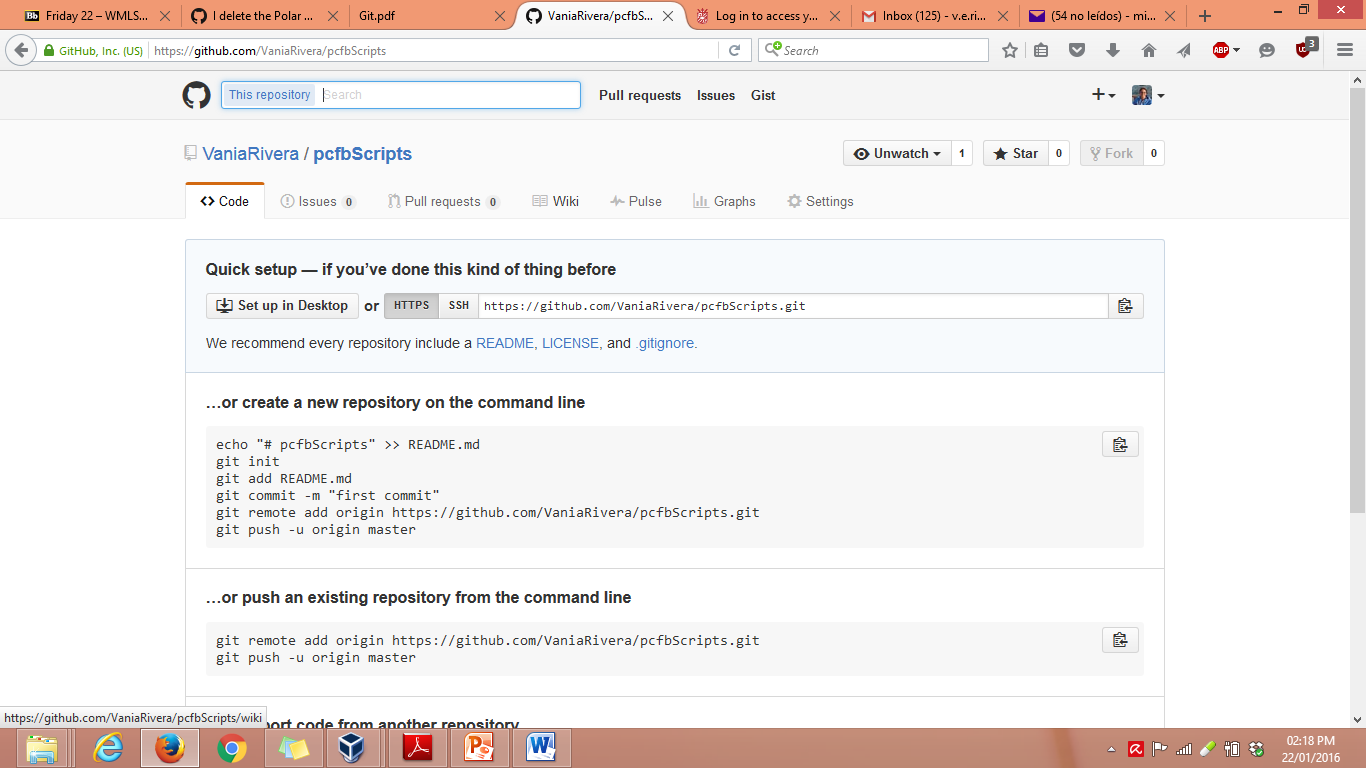 Bb Friday 22 – WMLS...
I delete the Polar ...
Git.pdf
VaniaRivera/pcfbS...
Log in to access y...
Inbox (125) - v.e.ri...
(54 no leídos) - mi...
GitHub, Inc. (US) https://github.com/VaniaRivera/pcfbScripts
Search
ABP
3
This repository Search Pull requests Issues Gist
VaniaRivera / pcfbScripts
Unwatch 1 Star 0 Fork 0
Code Issues 0 Pull requests 0 Wiki Pulse Graphs Settings
Quick setup — if you’ve done this kind of thing before
Set up in Desktop or HTTPS SSH https://github.com/VaniaRivera/pcfbScripts.git
We recommend every repository include a README, LICENSE, and .gitignore.
…or create a new repository on the command line
echo "# pcfbScripts" >> README.md
git init
git add README.md
git commit -m "first commit"
git remote add origin https://github.com/VaniaRivera/pcfbScripts.git
git push -u origin master
…or push an existing repository from the command line
git remote add origin https://github.com/VaniaRivera/pcfbScripts.git
git push -u origin master
code from another repository
https://github.com/VaniaRivera/pcfbScripts/wiki
02:18 PM
22/01/2016